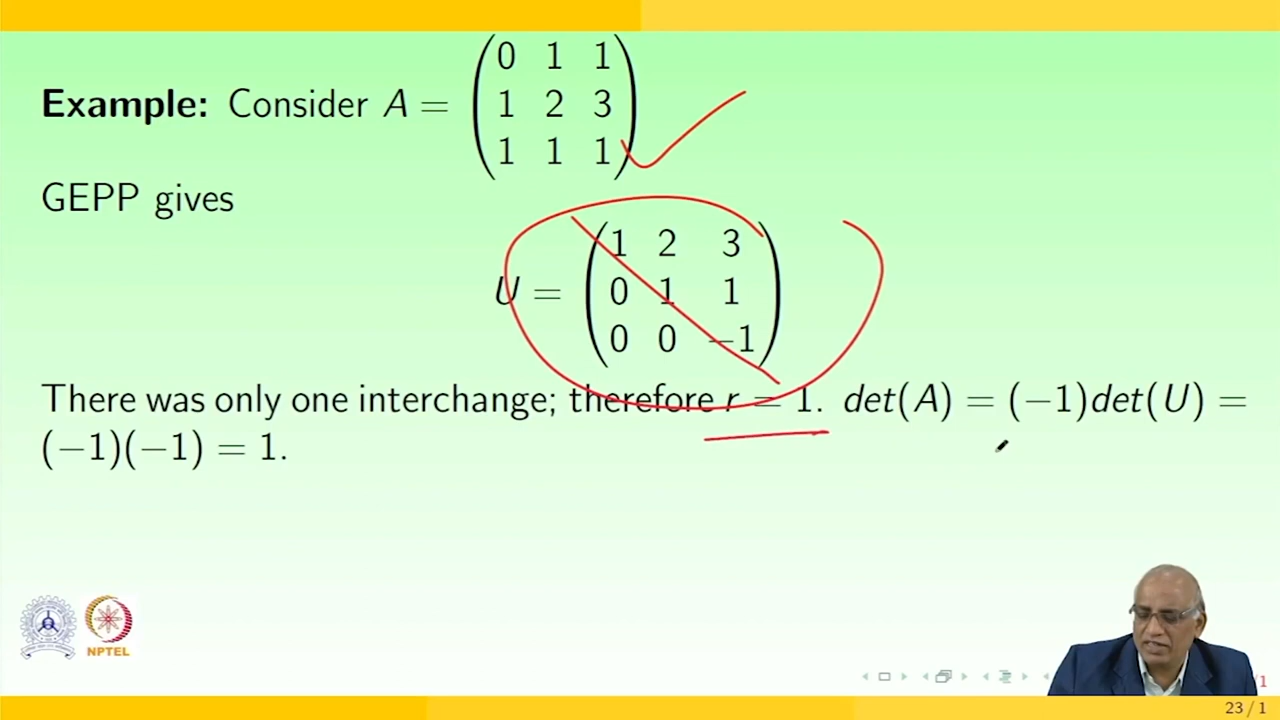 Example: Consider A = ( 0 1 1
1 2 3
1 1 1 )
GEPP gives
U = ( 1 2 3
0 1 1
0 0 −1 )
There was only one interchange; therefore r = 1. det(A) = (−1)det(U) =
(−1)(−1) = 1.
NPTEL
/1
23 / 1